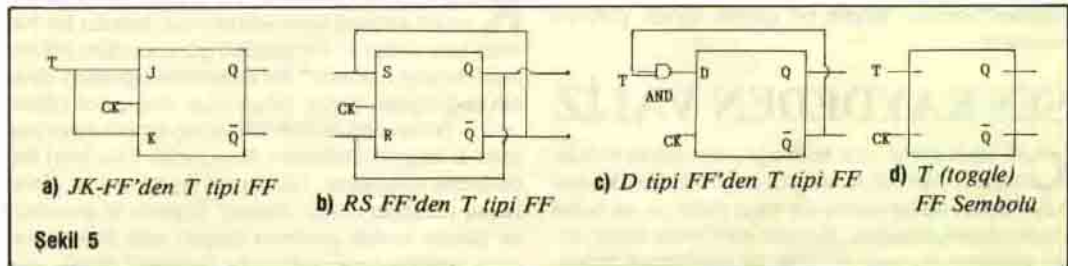 T J Q CK K Q̅
a) JK-FF'den T tipi FF
S Q CK R Q̅
b) RS FF'den T tipi FF
T AND D Q CK Q̅
c) D tipi FF'den T tipi FF
T Q CK Q̅
d) T (togqle)
FF Sembolü
Şekil 5